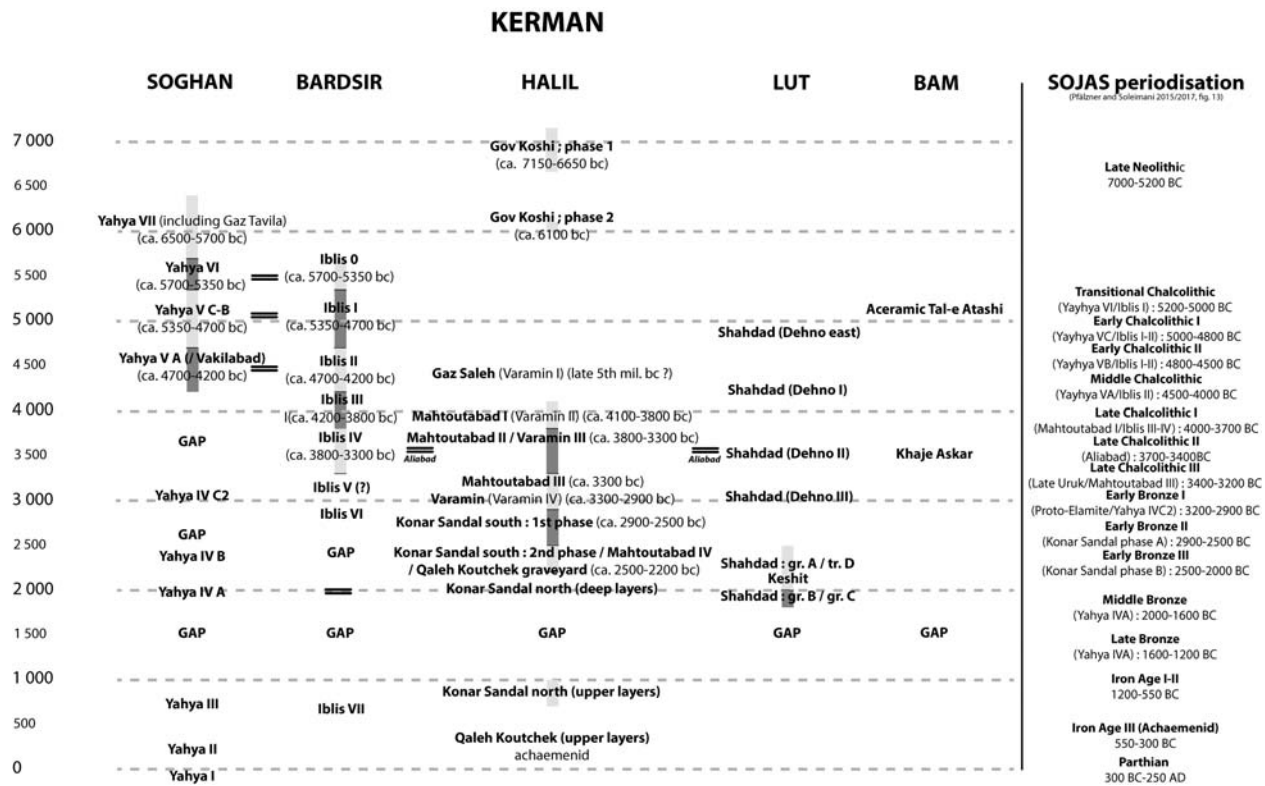 KERMAN
SOGHAN
BARDSIR
HALIL
LUT
BAM
SOJAS periodisation
(Pfälzner and Soleimani 2015/2017, fig. 13)
7 000
6 500
6 000
5 500
5 000
4 500
4 000
3 500
3 000
2 500
2 000
1 500
1 000
500
0
Yahya VII (including Gaz Tavila)
(ca. 6500-5700 bc)
Yahya VI
(ca. 5700-5350 bc)
Yahya V C-B
(ca. 5350-4700 bc)
Yahya V A (/ Vakilabad)
(ca. 4700-4200 bc)
GAP
Yahya IV C2
GAP
Yahya IV B
Yahya IV A
GAP
Yahya III
Yahya II
Yahya I
Iblis 0
(ca. 5700-5350 bc)
Iblis I
(ca. 5350-4700 bc)
Iblis II
(ca. 4700-4200 bc)
Iblis III
I(ca. 4200-3800 bc)
Iblis IV
(ca. 3800-3300 bc)
Iblis V (?)
Iblis VI
GAP
GAP
Iblis VII
Aliabad
Gov Koshi ; phase 1
(ca. 7150-6650 bc)
Gov Koshi ; phase 2
(ca. 6100 bc)
Gaz Saleh (Varamin I) (late 5th mil. bc ?)
Mahtoutabad I (Varamin II) (ca. 4100-3800 bc)
Mahtoutabad II / Varamin III (ca. 3800-3300 bc)
Mahtoutabad III (ca. 3300 bc)
Varamin (Varamin IV) (ca. 3300-2900 bc)
Konar Sandal south : 1st phase (ca. 2900-2500 bc)
Konar Sandal south : 2nd phase / Mahtoutabad IV
/ Qaleh Koutchek graveyard (ca. 2500-2200 bc)
Konar Sandal north (deep layers)
GAP
Konar Sandal north (upper layers)
Qaleh Koutchek (upper layers)
achaemenid
Aliabad
Shahdad (Dehno east)
Shahdad (Dehno I)
Shahdad (Dehno II)
Shahdad (Dehno III)
Shahdad : gr. A / tr. D
Keshit
Shahdad : gr. B / gr. C
GAP
Aceramic Tal-e Atashi
Khaje Askar
GAP
Late Neolithic
7000-5200 BC
Transitional Chalcolithic
(Yayhya VI/Iblis I) : 5200-5000 BC
Early Chalcolithic I
(Yayhya VC/Iblis I-II) : 5000-4800 BC
Early Chalcolithic II
(Yayhya VB/Iblis I-II) : 4800-4500 BC
Middle Chalcolithic
(Yayhya VA/Iblis II) : 4500-4000 BC
Late Chalcolithic I
(Mahtoutabad I/Iblis III-IV) : 4000-3700 BC
Late Chalcolithic II
(Aliabad) : 3700-3400BC
Late Chalcolithic III
(Late Uruk/Mahtoutabad III) : 3400-3200 BC
Early Bronze I
(Proto-Elamite/Yahya IVC2) : 3200-2900 BC
Early Bronze II
(Konar Sandal phase A) : 2900-2500 BC
Early Bronze III
(Konar Sandal phase B) : 2500-2000 BC
Middle Bronze
(Yahya IVA) : 2000-1600 BC
Late Bronze
(Yahya IVA) : 1600-1200 BC
Iron Age I-II
1200-550 BC
Iron Age III (Achaemenid)
550-300 BC
Parthian
300 BC-250 AD